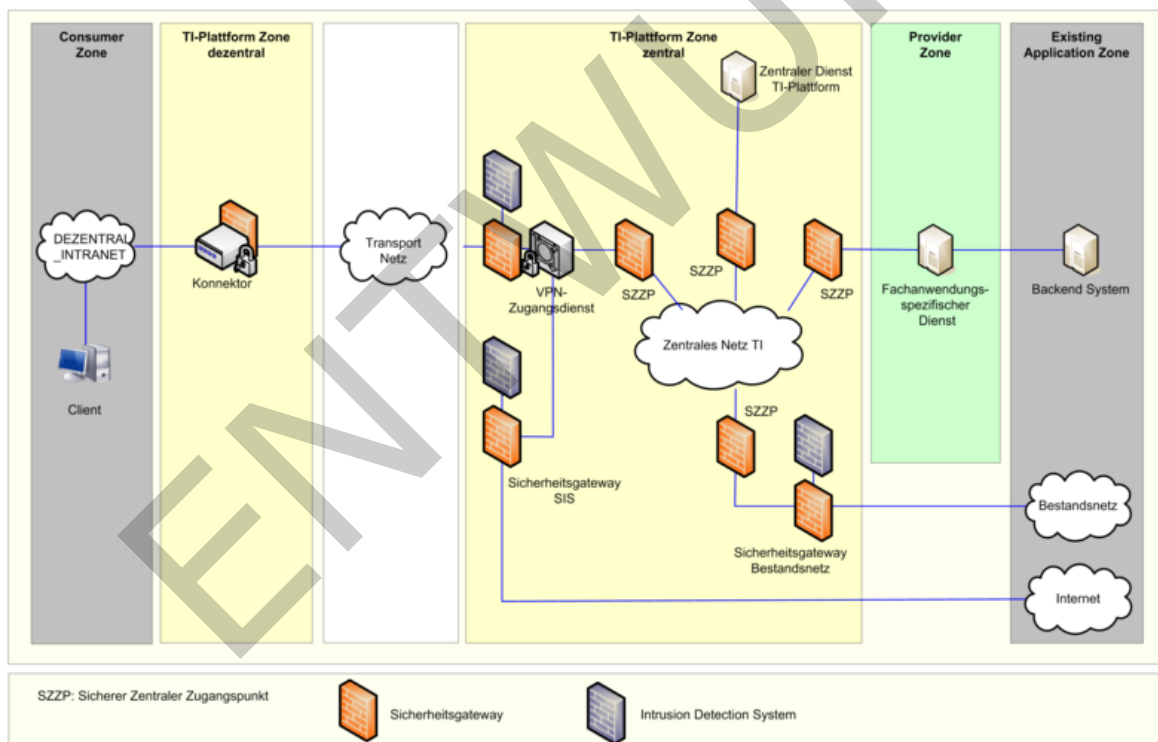 Consumer
Zone
TI-Plattform Zone
dezentral
TI-Plattform Zone
zentral
Provider
Zone
Existing
Application Zone
Zentraler Dienst
TI-Plattform
DEZENTRAL
_INTRANET
Konnektor
Transport
Netz
VPN-
Zugangsdienst
SZZP
SZZP
SZZP
Fachanwendungs-
spezifischer
Dienst
Backend System
Zentrales Netz TI
Client
SZZP
Sicherheitsgateway
SIS
Sicherheitsgateway
Bestandsnetz
Bestandsnetz
Internet
SZZP: Sicherer Zentraler Zugangspunkt
Sicherheitsgateway
Intrusion Detection System